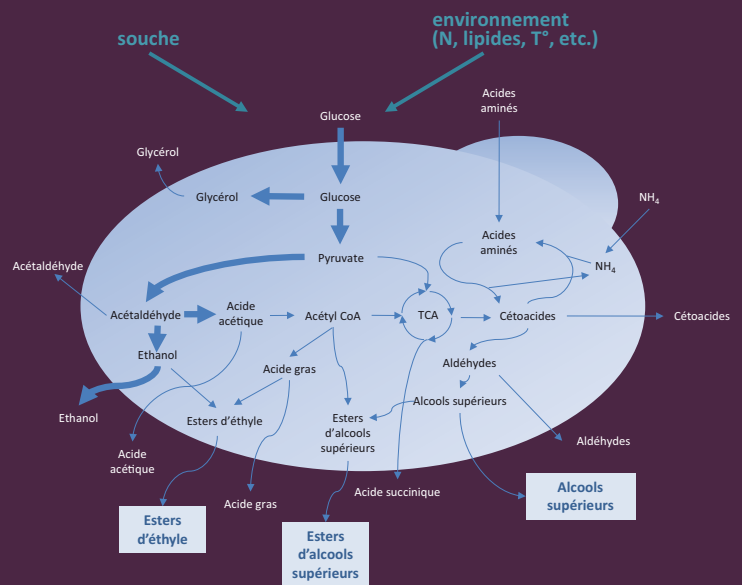 souche
environnement
(N, lipides, T°, etc.)
Acides
aminés
Glucose
Glycérol
Glycérol
Glucose
NH₄
Acides
aminés
Pyruvate
NH₄
Acétaldéhyde
Acétaldéhyde
Acide
acétique
Acétyl CoA
TCA
Cétoacides
Cétoacides
Ethanol
Acide gras
Aldéhydes
Alcools supérieurs
Ethanol
Esters d'éthyle
Esters
d'alcools
supérieurs
Aldéhydes
Acide
acétique
Acide gras
Acide succinique
Alcools
supérieurs
Esters
d'éthyle
Esters
d'alcools
supérieurs